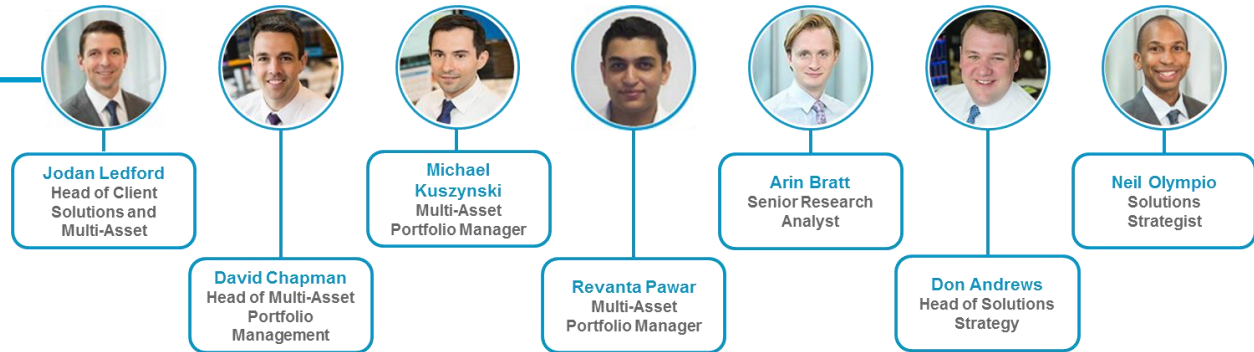 Jodan Ledford
Head of Client
Solutions and
Multi-Asset
David Chapman
Head of Multi-Asset
Portfolio
Management
Michael
Kuszynski
Multi-Asset
Portfolio Manager
Revanta Pawar
Multi-Asset
Portfolio Manager
Arin Bratt
Senior Research
Analyst
Don Andrews
Head of Solutions
Strategy
Neil Olympio
Solutions
Strategist